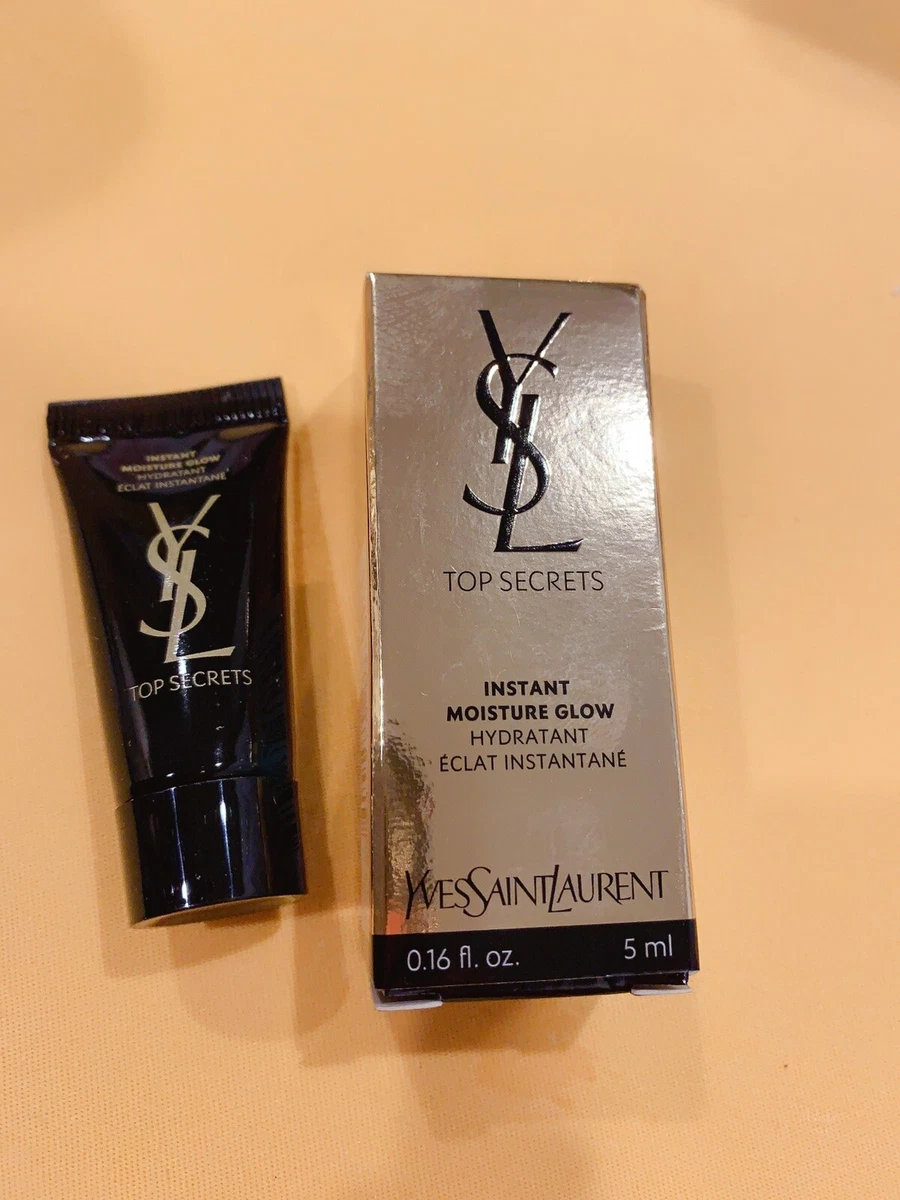 INSTANT
MOISTURE GLOW
HYDRATANT
ÉCLAT INSTANTANÉ
YSL
TOP SECRETS
YSL
TOP SECRETS
INSTANT
MOISTURE GLOW
HYDRATANT
ÉCLAT INSTANTANÉ
YVESSAINTLAURENT
0.16 fl. oz. 5 ml